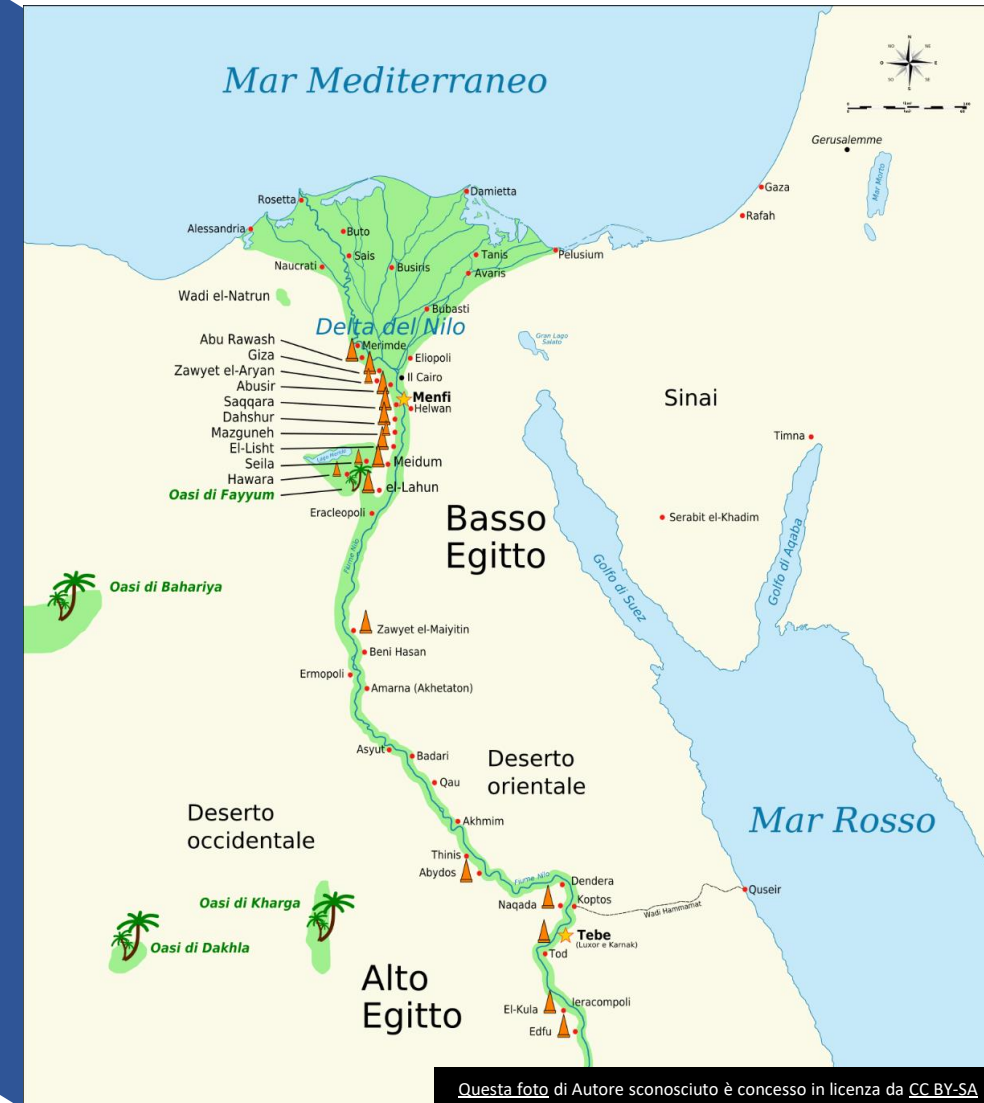 Mar Mediterraneo
Gerusalemme
Mar Morto
Damietta
Gaza
Rosetta
Rafah
Alessandria
Buto
Sais
Tanis
Pelusium
Naucrati
Busiris
Avaris
Wadi el-Natrun
Bubasti
Delta del Nilo
Abu Rawash
Merimde
Gran Lago
Salato
Giza
Eliopoli
Zawyet el-Aryan
Il Cairo
Abusir
Menfi
Sinai
Saqqara
Helwan
Dahshur
Mazguneh
Timna
El-Lisht
Seila
Meidum
Hawara
el-Lahun
Oasi di Fayyum
Eracleopoli
Basso
Egitto
Serabit el-Khadim
Fiume Nilo
Golfo di Suez
Golfo di Aqaba
Oasi di Bahariya
Zawyet el-Maiyitin
Beni Hasan
Ermopoli
Amarna (Akhetaton)
Asyut
Badari
Deserto
orientale
Qau
Deserto
occidentale
Akhmim
Mar Rosso
Thinis
Abydos
Fiume Nilo
Dendera
Quseir
Naqada
Koptos
Wadi Hammamat
Oasi di Kharga
Tebe
(Luxor e Karnak)
Oasi di Dakhla
Tod
Alto
Egitto
El-Kula
Ieracompoli
Edfu
Questa foto di Autore sconosciuto è concesso in licenza da CC BY-SA